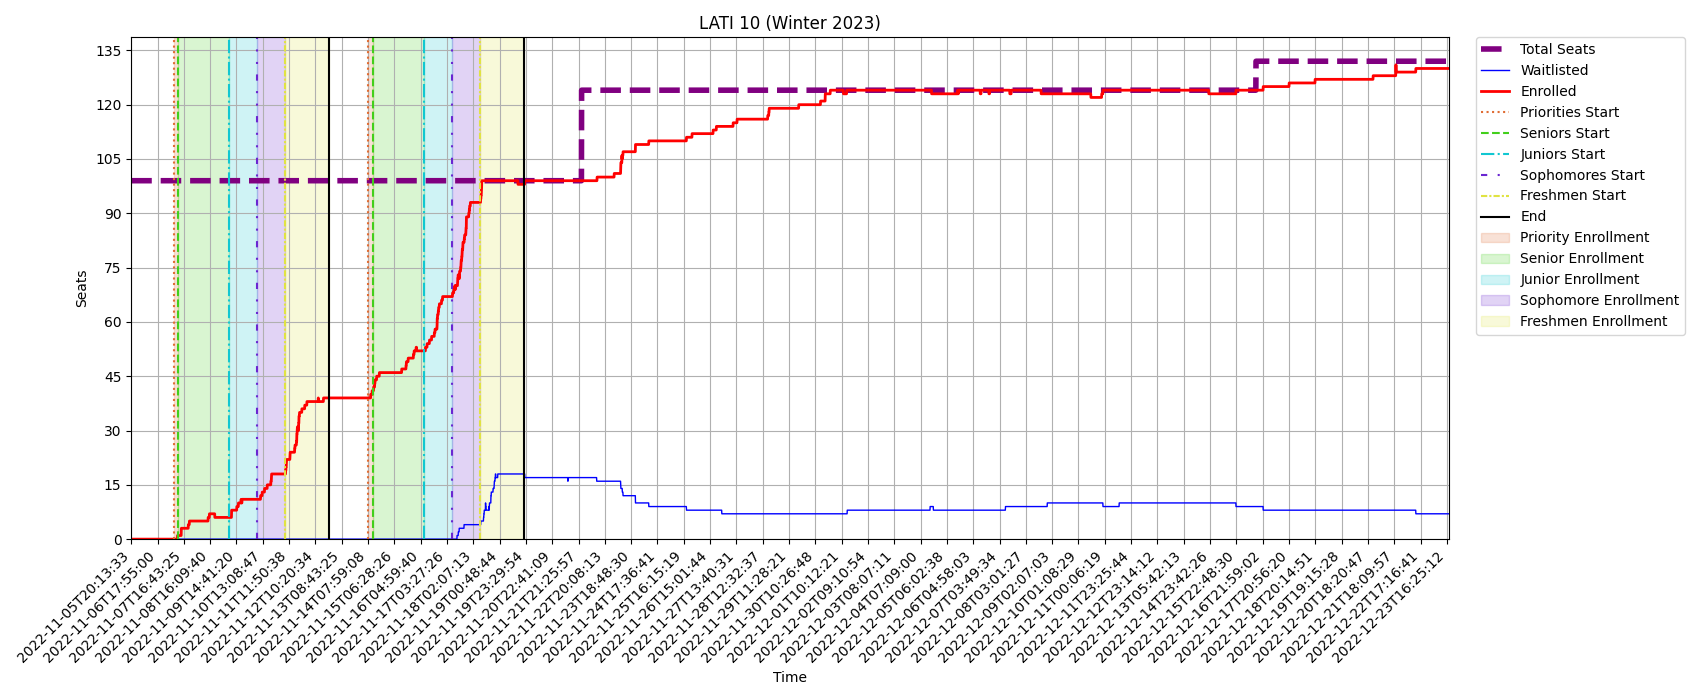 LATI 10 (Winter 2023)
Seats
135
120
105
90
75
60
45
30
15
0
2022-11-05T20:13:33
2022-11-06T17:55:00
2022-11-07T16:43:25
2022-11-08T16:09:40
2022-11-09T14:41:20
2022-11-10T13:08:47
2022-11-11T11:50:38
2022-11-12T10:20:34
2022-11-13T08:43:25
2022-11-14T07:59:08
2022-11-15T06:28:26
2022-11-16T04:59:40
2022-11-17T03:27:26
2022-11-18T02:07:13
2022-11-19T00:48:44
2022-11-19T23:29:54
2022-11-20T22:41:09
2022-11-21T21:25:57
2022-11-22T20:08:13
2022-11-23T18:48:30
2022-11-24T17:36:41
2022-11-25T16:15:19
2022-11-26T15:01:44
2022-11-27T13:40:31
2022-11-28T12:32:37
2022-11-29T11:28:21
2022-11-30T10:26:48
2022-12-01T10:12:21
2022-12-02T09:10:54
2022-12-03T08:07:11
2022-12-04T07:09:00
2022-12-05T06:02:38
2022-12-06T04:58:03
2022-12-07T03:49:34
2022-12-08T03:01:27
2022-12-09T02:07:03
2022-12-10T01:08:29
2022-12-11T00:06:19
2022-12-11T23:25:44
2022-12-12T23:14:12
2022-12-13T05:42:13
2022-12-14T23:42:26
2022-12-15T22:48:30
2022-12-16T21:59:02
2022-12-17T20:56:20
2022-12-18T20:14:51
2022-12-19T19:15:28
2022-12-20T18:20:47
2022-12-21T18:09:57
2022-12-22T17:16:41
2022-12-23T16:25:12
Time
Total Seats
Waitlisted
Enrolled
Priorities Start
Seniors Start
Juniors Start
Sophomores Start
Freshmen Start
End
Priority Enrollment
Senior Enrollment
Junior Enrollment
Sophomore Enrollment
Freshmen Enrollment